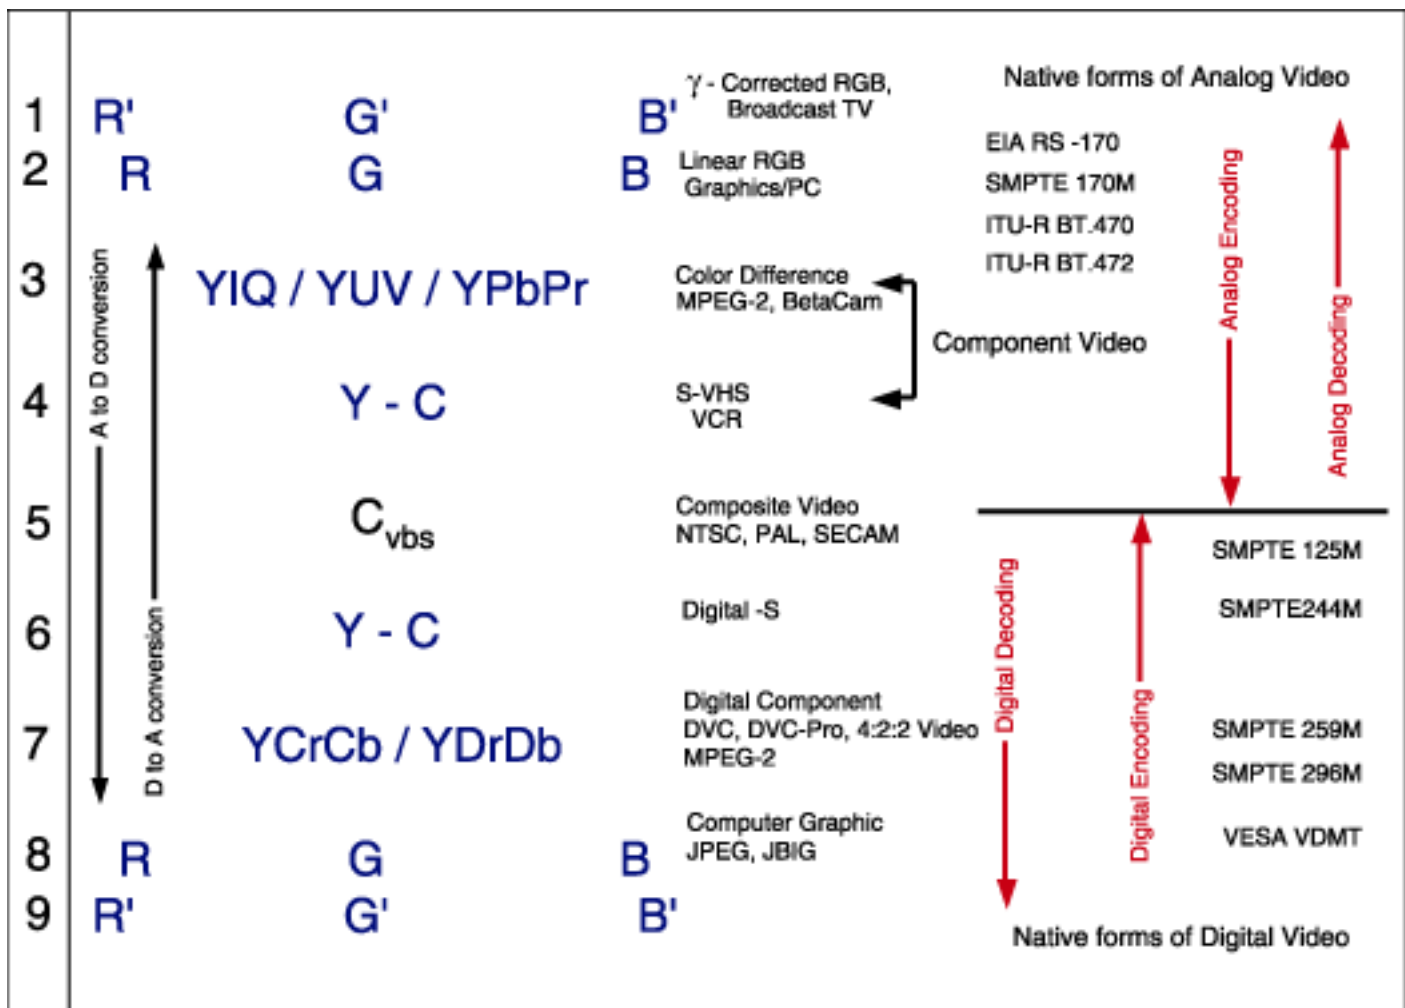 Native forms of Analog Video
1 R' G' B' γ - Corrected RGB,
Broadcast TV
EIA RS -170
2 R G B Linear RGB
Graphics/PC
SMPTE 170M
ITU-R BT.470
ITU-R BT.472
Analog Encoding
Analog Decoding
A to D conversion
3 YIQ / YUV / YPbPr Color Difference
MPEG-2, BetaCam
Component Video
4 Y - C S-VHS
VCR
5 Cvbs Composite Video
NTSC, PAL, SECAM
SMPTE 125M
6 Y - C Digital -S
SMPTE244M
D to A conversion
Digital Decoding
Digital Encoding
7 YCrCb / YDrDb Digital Component
DVC, DVC-Pro, 4:2:2 Video
MPEG-2
SMPTE 259M
SMPTE 296M
8 R G B Computer Graphic
JPEG, JBIG
VESA VDMT
9 R' G' B'
Native forms of Digital Video